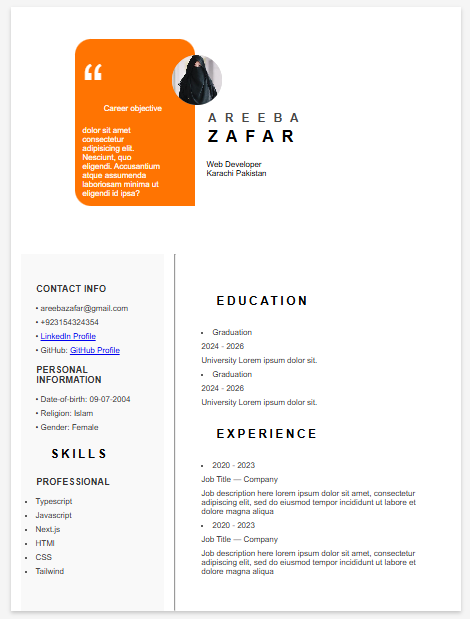 “
Career objective
dolor sit amet
consectetur
adipisicing elit.
Nesciunt, quo
eligendi. Accusantium
atque assumenda
laboriosam minima ut
eligendi id ipsa?
AREEBA
ZAFAR
Web Developer
Karachi Pakistan
CONTACT INFO
• areebazafar@gmail.com
• +923154324354
• LinkedIn Profile
• GitHub: GitHub Profile
PERSONAL
INFORMATION
• Date-of-birth: 09-07-2004
• Religion: Islam
• Gender: Female
SKILLS
PROFESSIONAL
• Typescript
• Javascript
• Next.js
• HTMl
• CSS
• Tailwind
EDUCATION
• Graduation
2024 - 2026
University Lorem ipsum dolor sit.
• Graduation
2024 - 2026
University Lorem ipsum dolor sit.
EXPERIENCE
• 2020 - 2023
Job Title — Company
Job description here lorem ipsum dolor sit amet, consectetur
adipiscing elit, sed do eiusmod tempor incididunt ut labore et
dolore magna aliqua
• 2020 - 2023
Job Title — Company
Job description here lorem ipsum dolor sit amet, consectetur
adipiscing elit, sed do eiusmod tempor incididunt ut labore et
dolore magna aliqua